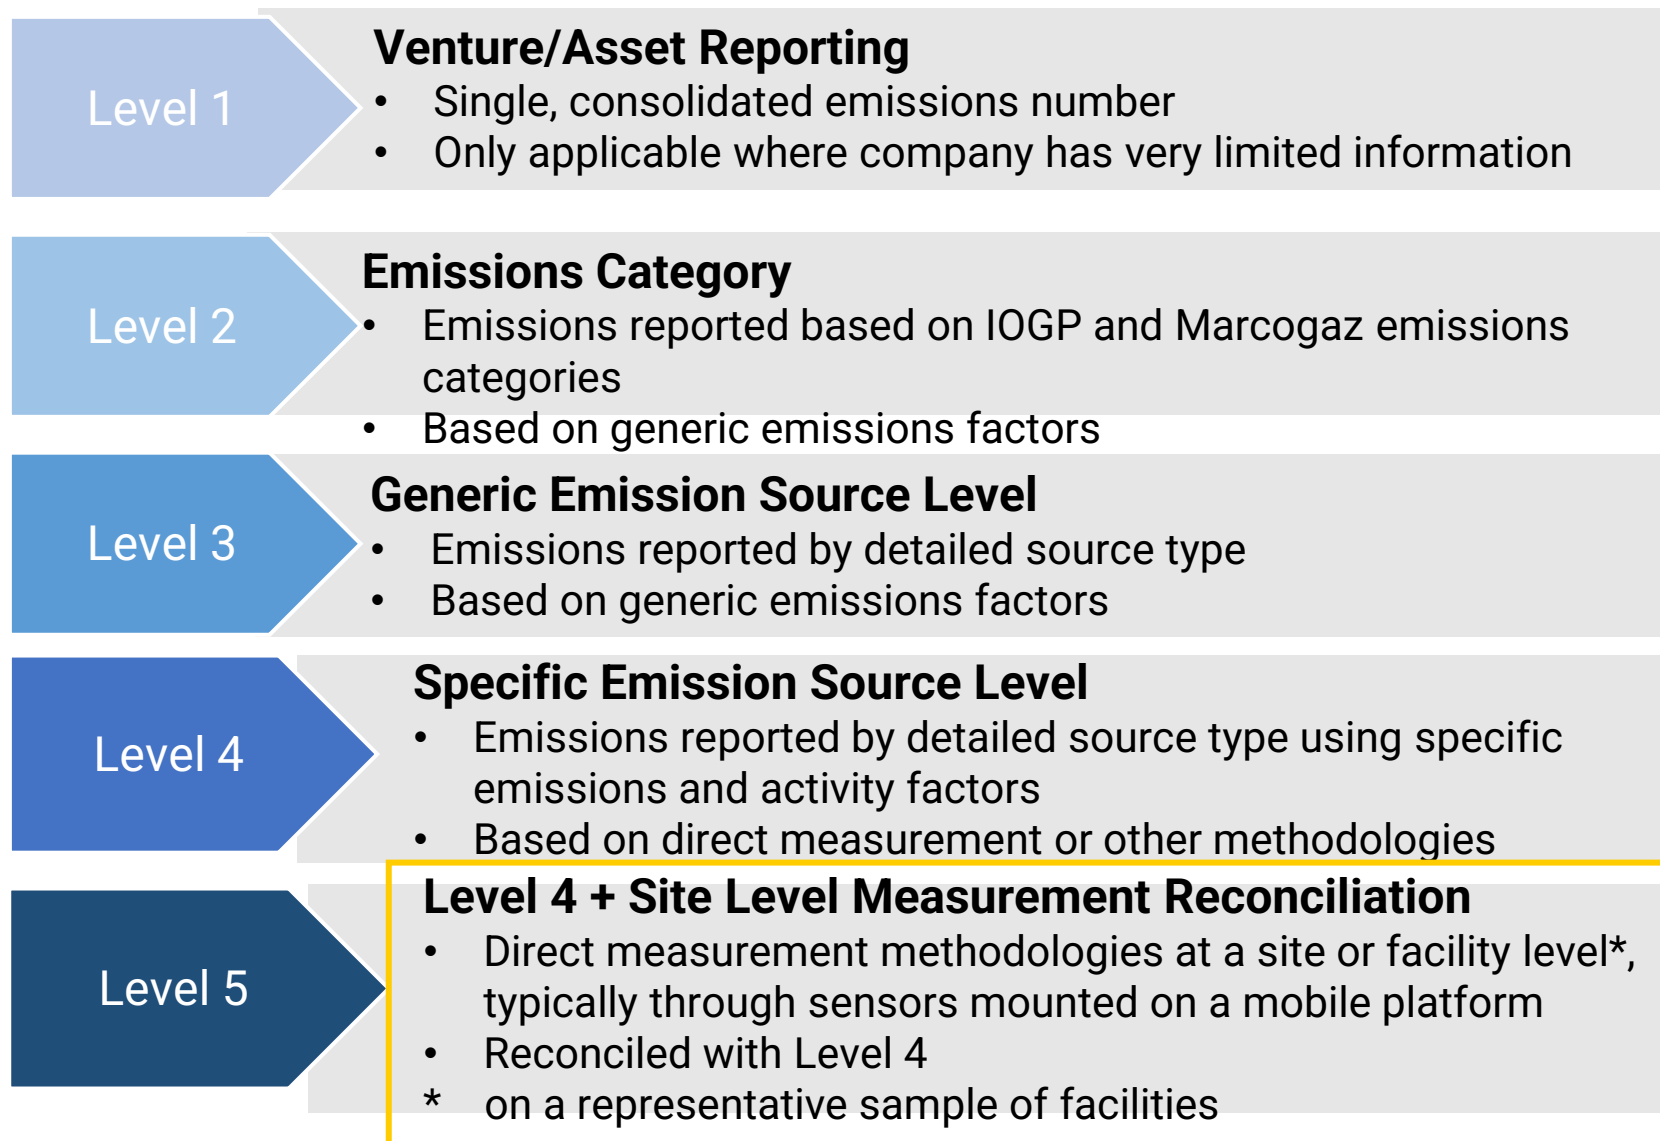 Level 1
Venture/Asset Reporting
• Single, consolidated emissions number
• Only applicable where company has very limited information
Level 2
Emissions Category
• Emissions reported based on IOGP and Marcogaz emissions
categories
• Based on generic emissions factors
Level 3
Generic Emission Source Level
• Emissions reported by detailed source type
• Based on generic emissions factors
Level 4
Specific Emission Source Level
• Emissions reported by detailed source type using specific
emissions and activity factors
• Based on direct measurement or other methodologies
Level 5
Level 4 + Site Level Measurement Reconciliation
• Direct measurement methodologies at a site or facility level*,
typically through sensors mounted on a mobile platform
• Reconciled with Level 4
* on a representative sample of facilities